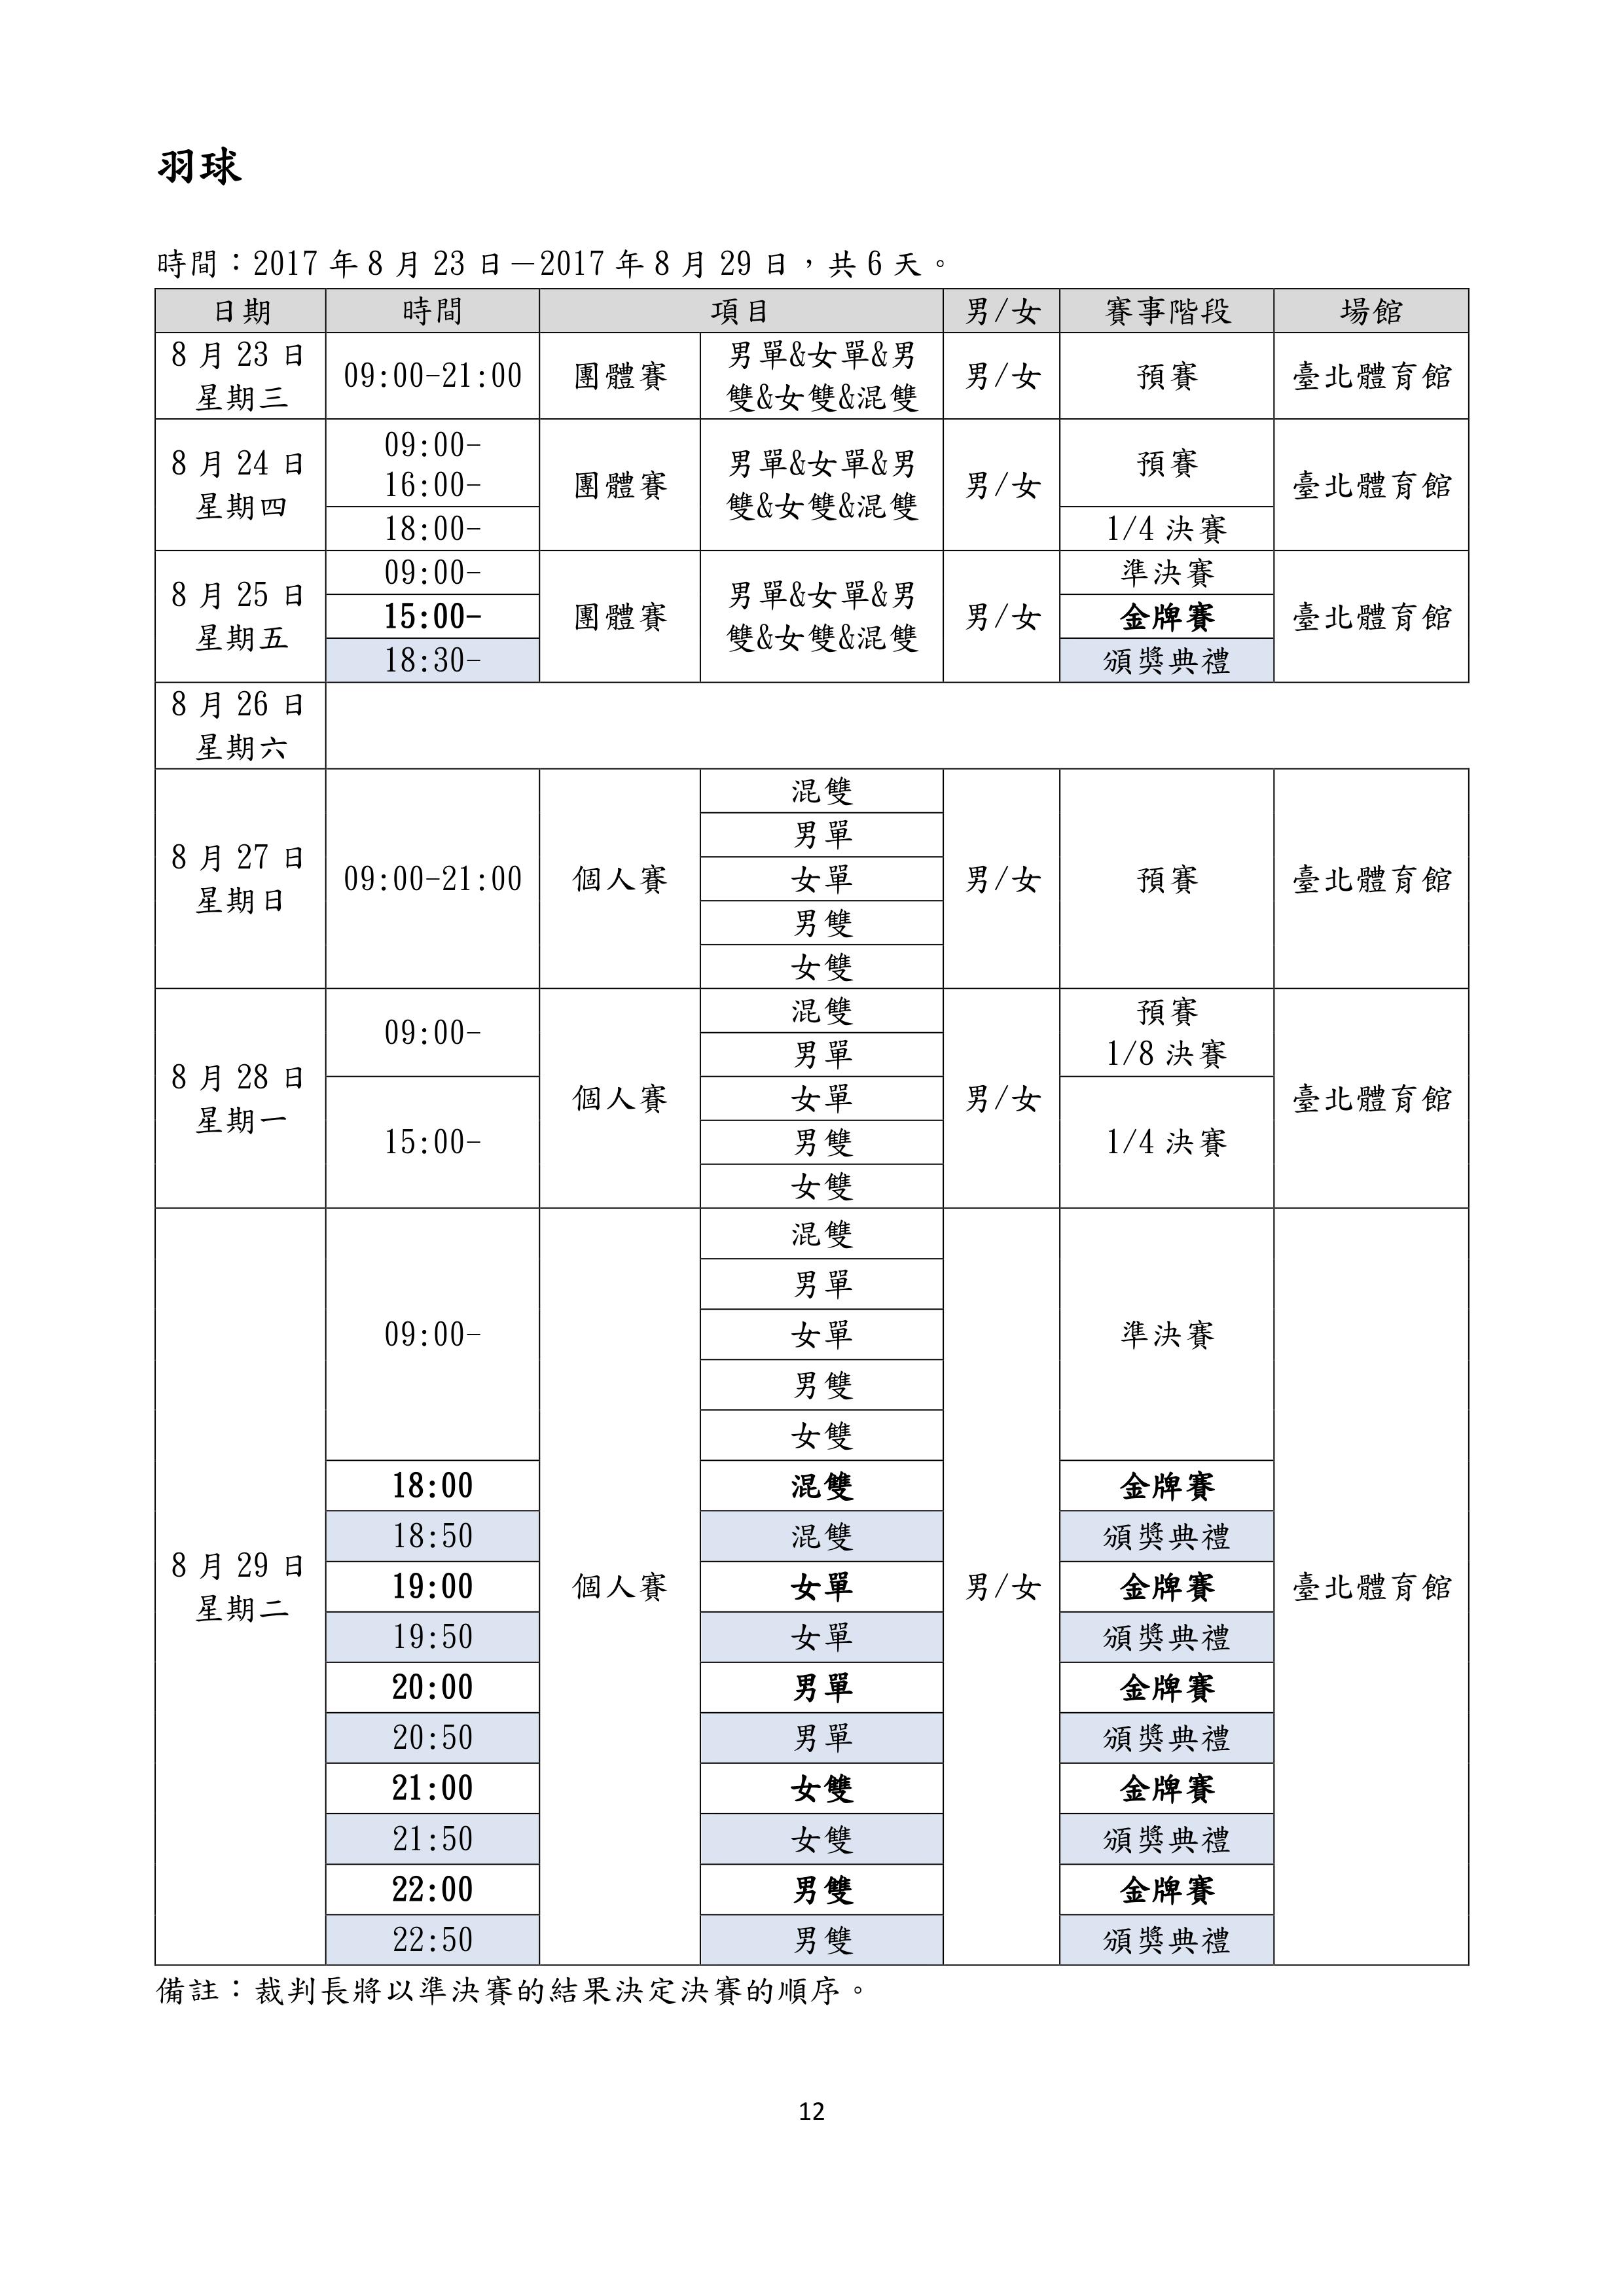 羽球
時間：2017 年 8 月 23 日－2017 年 8 月 29 日，共 6 天。
日期 時間 項目 男/女 賽事階段 場館
8 月 23 日
星期三
09:00-21:00
團體賽
男單&女單&男
雙&女雙&混雙
男/女
預賽
臺北體育館
8 月 24 日
星期四
09:00-
16:00-
18:00-
團體賽
男單&女單&男
雙&女雙&混雙
男/女
預賽
1/4 決賽
臺北體育館
8 月 25 日
星期五
09:00-
15:00-
18:30-
團體賽
男單&女單&男
雙&女雙&混雙
男/女
準決賽
金牌賽
頒獎典禮
臺北體育館
8 月 26 日
星期六
8 月 27 日
星期日
09:00-21:00
個人賽
混雙
男單
女單
男雙
女雙
男/女
預賽
臺北體育館
8 月 28 日
星期一
09:00-
15:00-
個人賽
混雙
男單
女單
男雙
女雙
男/女
預賽
1/8 決賽
1/4 決賽
臺北體育館
8 月 29 日
星期二
09:00-
個人賽
混雙
男單
女單
男雙
女雙
男/女
準決賽
臺北體育館
18:00 混雙 金牌賽
18:50 混雙 頒獎典禮
19:00 女單 金牌賽
19:50 女單 頒獎典禮
20:00 男單 金牌賽
20:50 男單 頒獎典禮
21:00 女雙 金牌賽
21:50 女雙 頒獎典禮
22:00 男雙 金牌賽
22:50 男雙 頒獎典禮
備註：裁判長將以準決賽的結果決定決賽的順序。
12